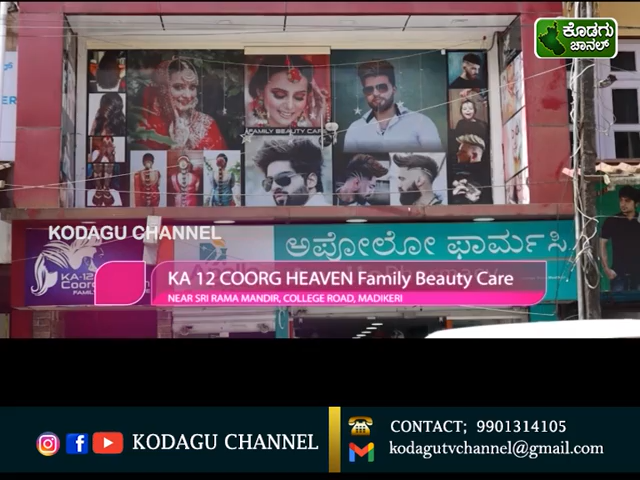 ಕೊಡಗು
ಚಾನಲ್
FAMILY BEAUTY CARE
KODAGU CHANNEL
ಅಪೋಲೋ ಫಾರ್ಮಸಿ
KA-12
Coorg
FAMILY
KA 12 COORG HEAVEN Family Beauty Care
NEAR SRI RAMA MANDIR, COLLEGE ROAD, MADIKERI
KODAGU CHANNEL
CONTACT; 9901314105
kodagutvchannel@gmail.com